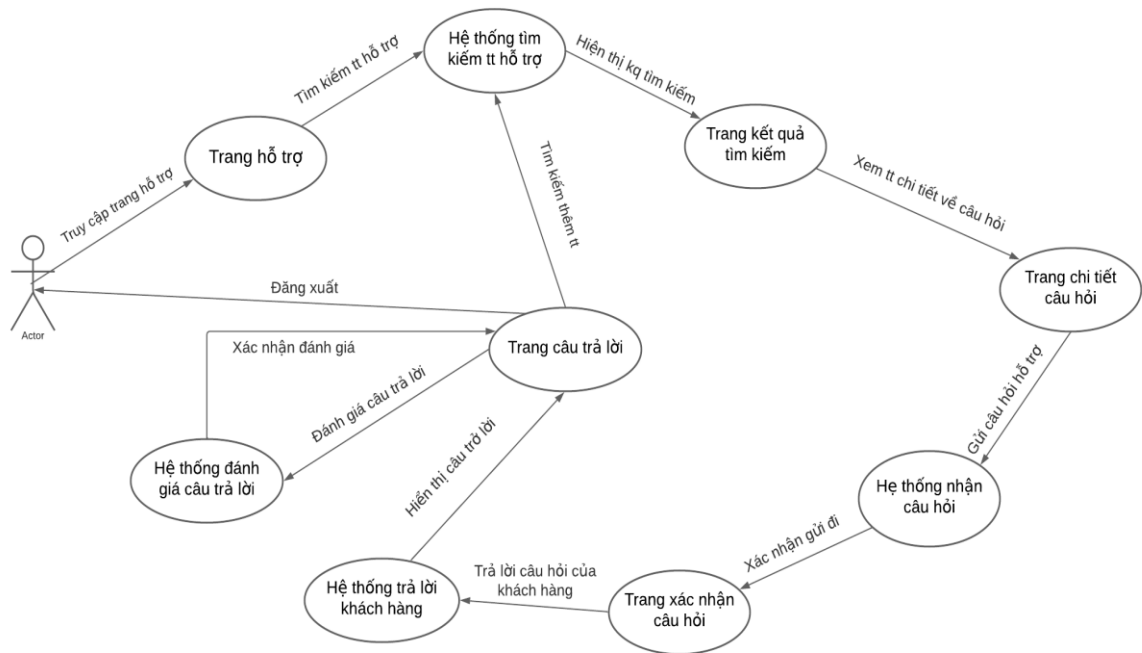 Hệ thống tìm
kiếm tt hỗ trợ
Tìm kiếm tt hỗ trợ
Hiện thị kq tìm kiếm
Trang kết quả
tìm kiếm
Trang hỗ trợ
Truy cập trang hỗ trợ
Tìm kiếm thêm tt
Xem tt chi tiết về câu hỏi
Trang chi tiết
câu hỏi
Actor
Đăng xuất
Xác nhận đánh giá
Trang câu trả lời
Đánh giá câu trả lời
Gửi câu hỏi hỗ trợ
Hệ thống đánh
giá câu trả lời
Hiển thị câu trở lời
Hẹ thống nhận
câu hỏi
Xác nhận gửi đi
Trả lời câu hỏi của
khách hàng
Hệ thống trả lời
khách hàng
Trang xác nhận
câu hỏi